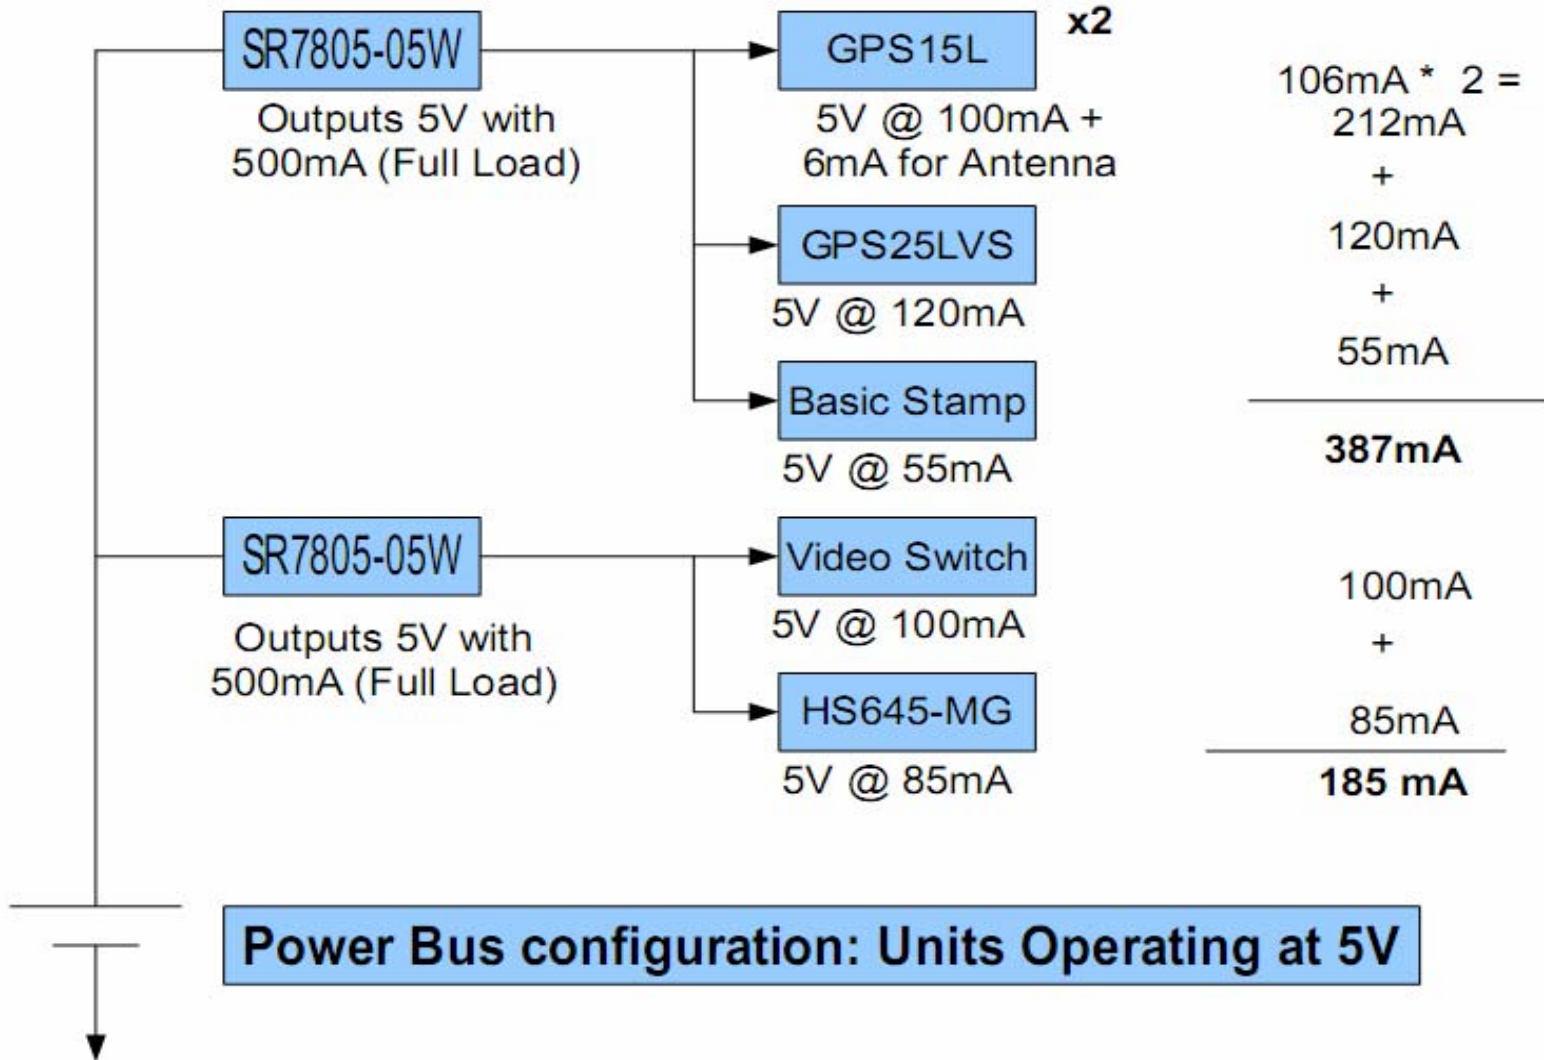 SR7805-05W
Outputs 5V with
500mA (Full Load)
GPS15L
x2
5V @ 100mA +
6mA for Antenna
GPS25LVS
5V @ 120mA
Basic Stamp
5V @ 55mA
106mA * 2 =
212mA
+
120mA
+
55mA
387mA
SR7805-05W
Outputs 5V with
500mA (Full Load)
Video Switch
5V @ 100mA
HS645-MG
5V @ 85mA
100mA
+
85mA
185 mA
Power Bus configuration: Units Operating at 5V